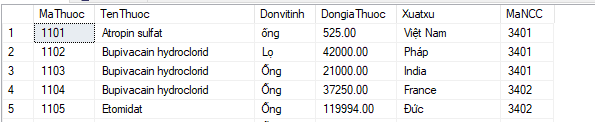 MaThuoc TenThuoc Donvitinh DongiaThuoc Xuatxu MaNCC
1 1101 Atropin sulfat ống 525.00 Việt Nam 3401
2 1102 Bupivacain hydroclorid Lọ 42000.00 Pháp 3401
3 1103 Bupivacain hydroclorid Ống 21000.00 India 3401
4 1104 Bupivacain hydroclorid Ống 37250.00 France 3402
5 1105 Etomidat Ống 119994.00 Đức 3402